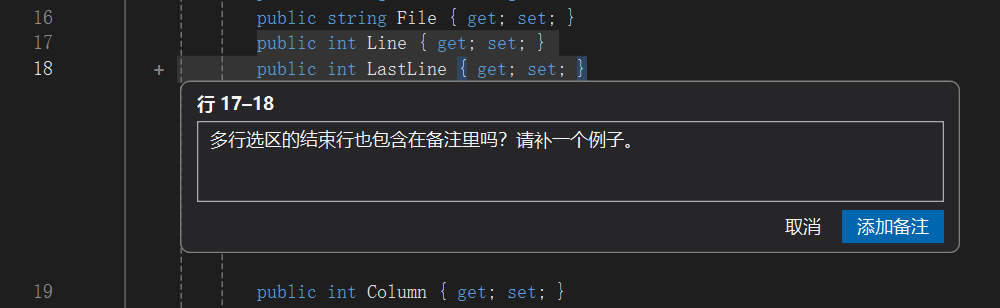 16 public string File { get; set; }
17 public int Line { get; set; }
18 + public int LastLine { get; set; }
行 17–18
多行选区的结束行也包含在备注里吗？请补一个例子。
取消 添加备注
19 public int Column { get; set; }